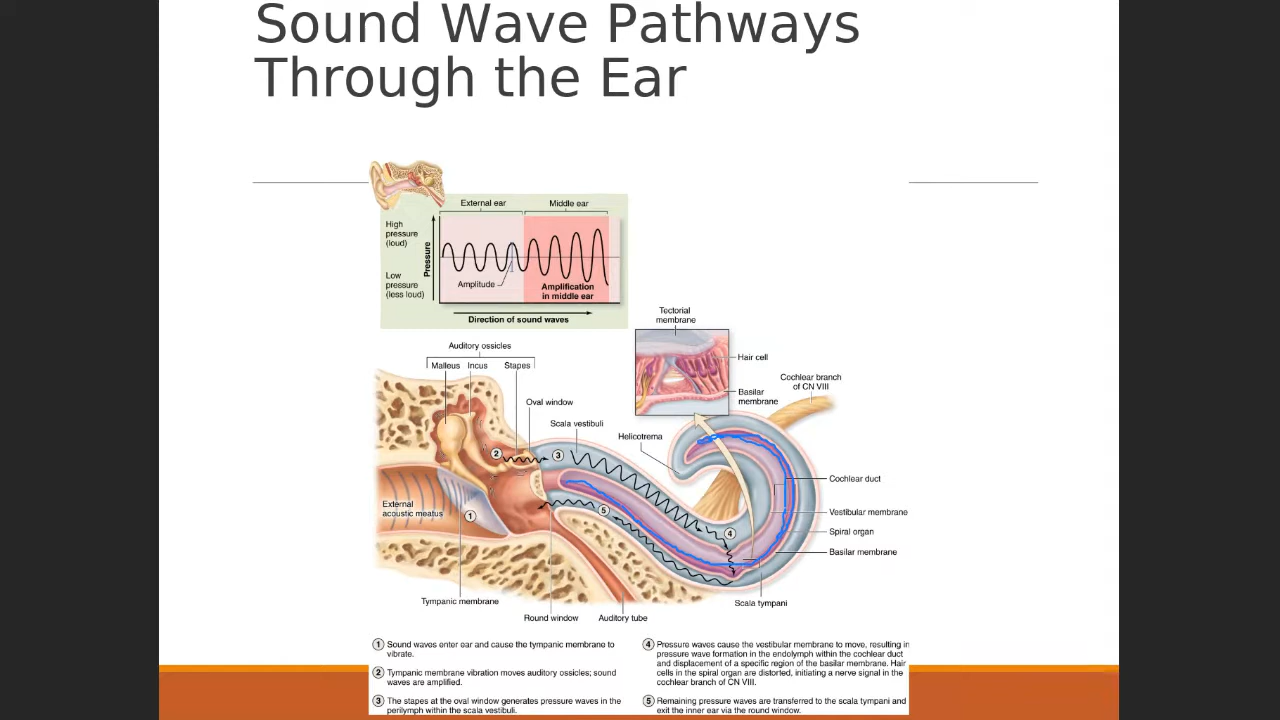 Sound Wave Pathways
Through the Ear
External ear
Middle ear
High
pressure
(loud)
Low
pressure
(less loud)
Pressure
Amplitude
Amplification
in middle ear
Direction of sound waves
Tectorial
membrane
Hair cell
Basilar
membrane
Cochlear branch
of CN VIII
Auditory ossicles
Malleus Incus Stapes
Oval window
Scala vestibuli
Helicotrema
2
3
Cochlear duct
External
acoustic meatus
1
5
4
Vestibular membrane
Spiral organ
Basilar membrane
Tympanic membrane
Scala tympani
Round window
Auditory tube
1 Sound waves enter ear and cause the tympanic membrane to
vibrate.
2 Tympanic membrane vibration moves auditory ossicles; sound
waves are amplified.
3 The stapes at the oval window generates pressure waves in the
perilymph within the scala vestibuli.
4 Pressure waves cause the vestibular membrane to move, resulting in
pressure wave formation in the endolymph within the cochlear duct
and displacement of a specific region of the basilar membrane. Hair
cells in the spiral organ are distorted, initiating a nerve signal in the
cochlear branch of CN VIII.
5 Remaining pressure waves are transferred to the scala tympani and
exit the inner ear via the round window.